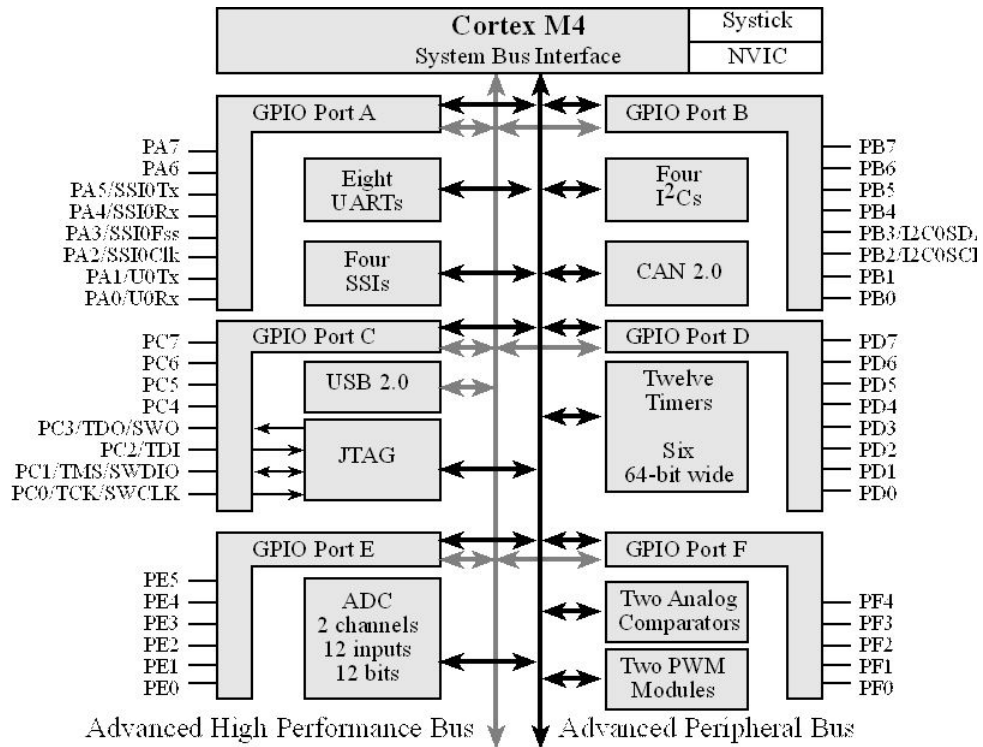 Cortex M4
System Bus Interface
Systick
NVIC
GPIO Port A
GPIO Port B
PA7
PA6
PA5/SSI0Tx
PA4/SSI0Rx
PA3/SSI0Fss
PA2/SSI0Clk
PA1/U0Tx
PA0/U0Rx
Eight
UARTs
Four
I2Cs
Four
SSIs
CAN 2.0
PB7
PB6
PB5
PB4
PB3/I2C0SD
PB2/I2C0SC
PB1
PB0
GPIO Port C
GPIO Port D
PC7
PC6
PC5
PC4
PC3/TDO/SWO
PC2/TDI
PC1/TMS/SWDIO
PC0/TCK/SWCLK
USB 2.0
JTAG
Twelve
Timers
Six
64-bit wide
PD7
PD6
PD5
PD4
PD3
PD2
PD1
PD0
GPIO Port E
GPIO Port F
PE5
PE4
PE3
PE2
PE1
PE0
ADC
2 channels
12 inputs
12 bits
Two Analog
Comparators
Two PWM
Modules
PF4
PF3
PF2
PF1
PF0
Advanced High Performance Bus
Advanced Peripheral Bus